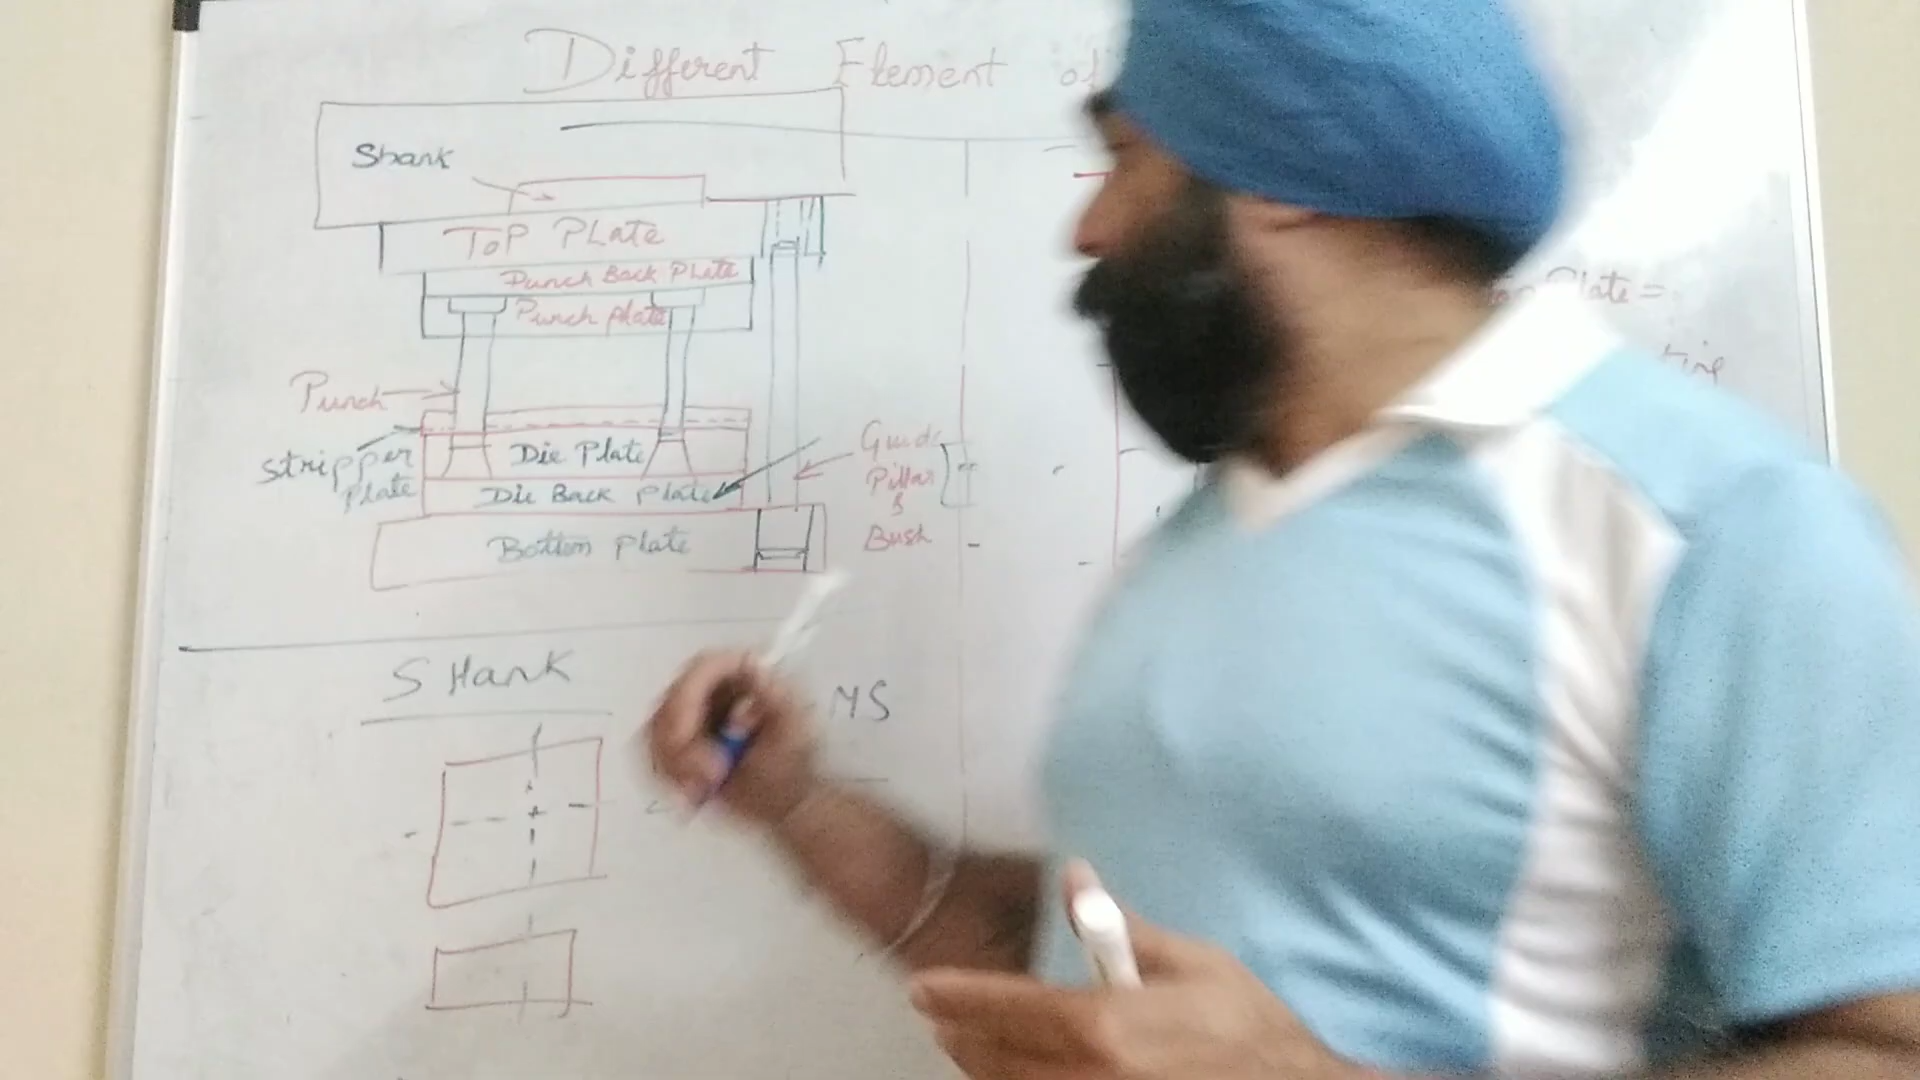 Different Element of
Shank
Top Plate
Punch Back Plate
Punch plate
Punch
stripper
plate
Die Plate
Die Back Plate
Bottom plate
Guide
Pillar
&
Bush
Plate =
SHank
MS